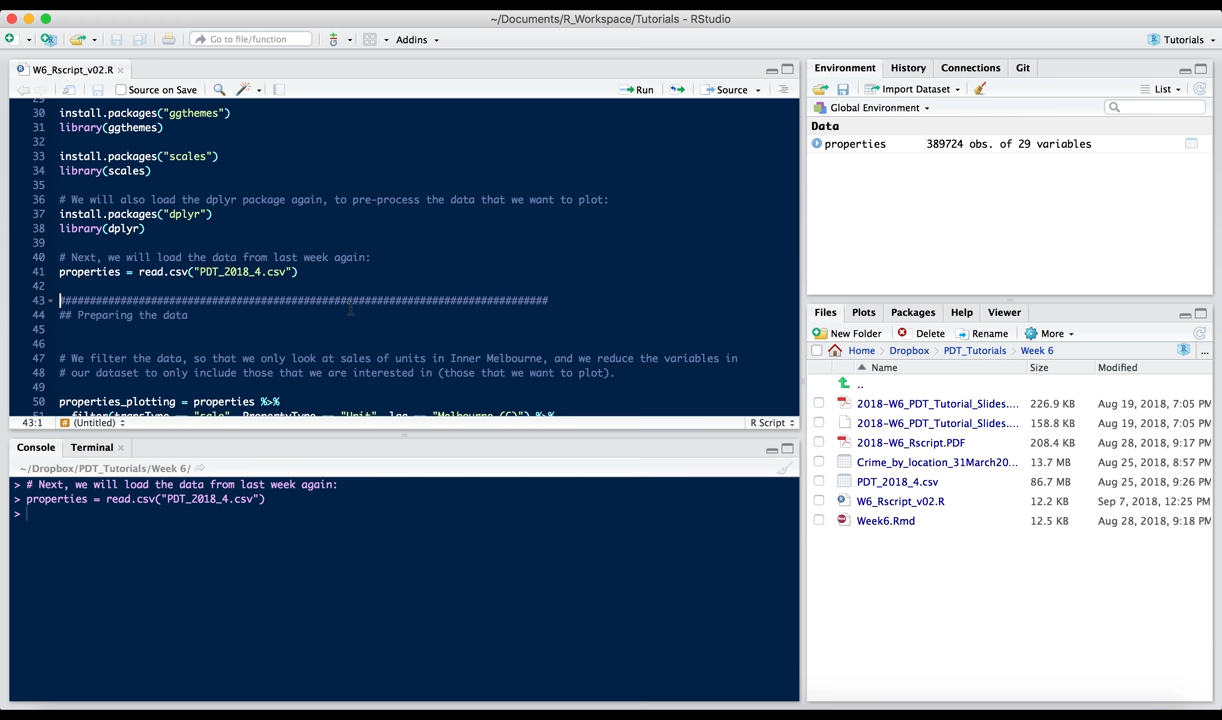 ~/Documents/R_Workspace/Tutorials - RStudio
Go to file/function
Addins
Tutorials
W6_Rscript_v02.R
Source on Save
Run
Source
29
30 install.packages("ggthemes")
31 library(ggthemes)
32
33 install.packages("scales")
34 library(scales)
35
36 # We will also load the dplyr package again, to pre-process the data that we want to plot:
37 install.packages("dplyr")
38 library(dplyr)
39
40 # Next, we will load the data from last week again:
41 properties = read.csv("PDT_2018_4.csv")
42
43 ################################################################################
44 ## Preparing the data
45
46
47 # We filter the data, so that we only look at sales of units in Inner Melbourne, and we reduce the variables in
48 # our dataset to only include those that we are interested in (those that we want to plot).
49
50 properties_plotting = properties %>%
51 filter(transType == "sale", PropertyType == "Unit", lga == "Melbourne (C)") %>%
43:1
(Untitled)
R Script
Console
Terminal
~/Dropbox/PDT_Tutorials/Week 6/
> # Next, we will load the data from last week again:
> properties = read.csv("PDT_2018_4.csv")
>
Environment
History
Connections
Git
Import Dataset
List
Global Environment
Data
properties 389724 obs. of 29 variables
Files
Plots
Packages
Help
Viewer
New Folder
Delete
Rename
More
Home
Dropbox
PDT_Tutorials
Week 6
...
Name Size Modified
..
2018-W6_PDT_Tutorial_Slides.... 226.9 KB Aug 19, 2018, 7:05 PM
2018-W6_PDT_Tutorial_Slides.... 158.8 KB Aug 19, 2018, 7:05 PM
2018-W6_Rscript.PDF 208.4 KB Aug 28, 2018, 9:17 PM
Crime_by_location_31March20... 13.7 MB Aug 25, 2018, 8:57 PM
PDT_2018_4.csv 86.7 MB Aug 25, 2018, 9:26 PM
W6_Rscript_v02.R 12.2 KB Sep 7, 2018, 12:25 PM
Week6.Rmd 12.5 KB Aug 28, 2018, 9:18 PM